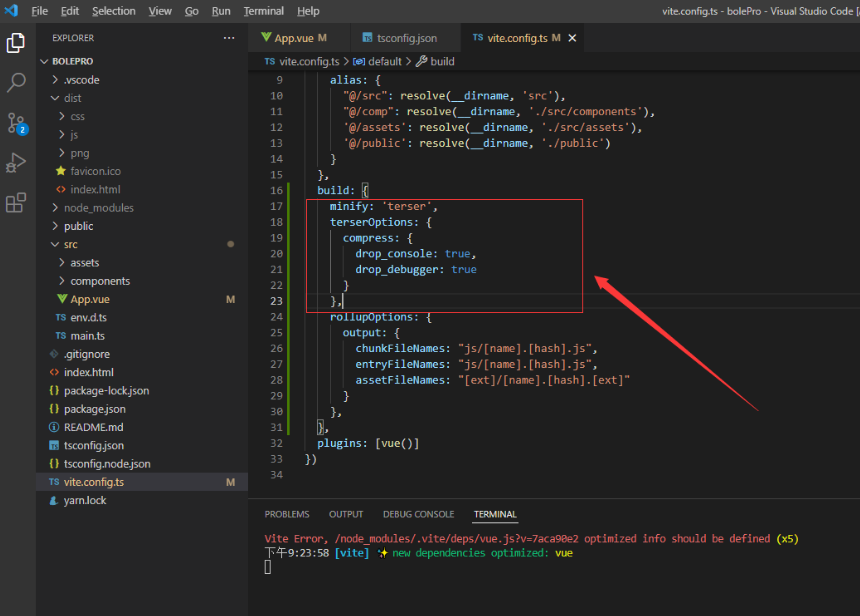 File Edit Selection View Go Run Terminal Help
vite.config.ts - bolePro - Visual Studio Code
EXPLORER
···
BOLEPRO
.vscode
dist
css
js
png
favicon.ico
index.html
node_modules
public
src
assets
components
App.vue M
env.d.ts
main.ts
.gitignore
index.html
package-lock.json
package.json
README.md
tsconfig.json
tsconfig.node.json
vite.config.ts M
yarn.lock
2
App.vue M
tsconfig.json
TS vite.config.ts M
TS vite.config.ts > default > build
9 alias: {
10 "@/src": resolve(__dirname, 'src'),
11 "@/comp": resolve(__dirname, './src/components'),
12 '@/assets': resolve(__dirname, './src/assets'),
13 '@/public': resolve(__dirname, './public')
14 }
15 },
16 build: {
17 minify: 'terser',
18 terserOptions: {
19 compress: {
20 drop_console: true,
21 drop_debugger: true
22 }
23 },
24 rollupOptions: {
25 output: {
26 chunkFileNames: "js/[name].[hash].js",
27 entryFileNames: "js/[name].[hash].js",
28 assetFileNames: "[ext]/[name].[hash].[ext]"
29 }
30 },
31 },
32 plugins: [vue()]
33 })
34
PROBLEMS OUTPUT DEBUG CONSOLE TERMINAL
Vite Error, /node_modules/.vite/deps/vue.js?v=7aca90e2 optimized info should be defined (x5)
下午9:23:58 [vite] ✨ new dependencies optimized: vue